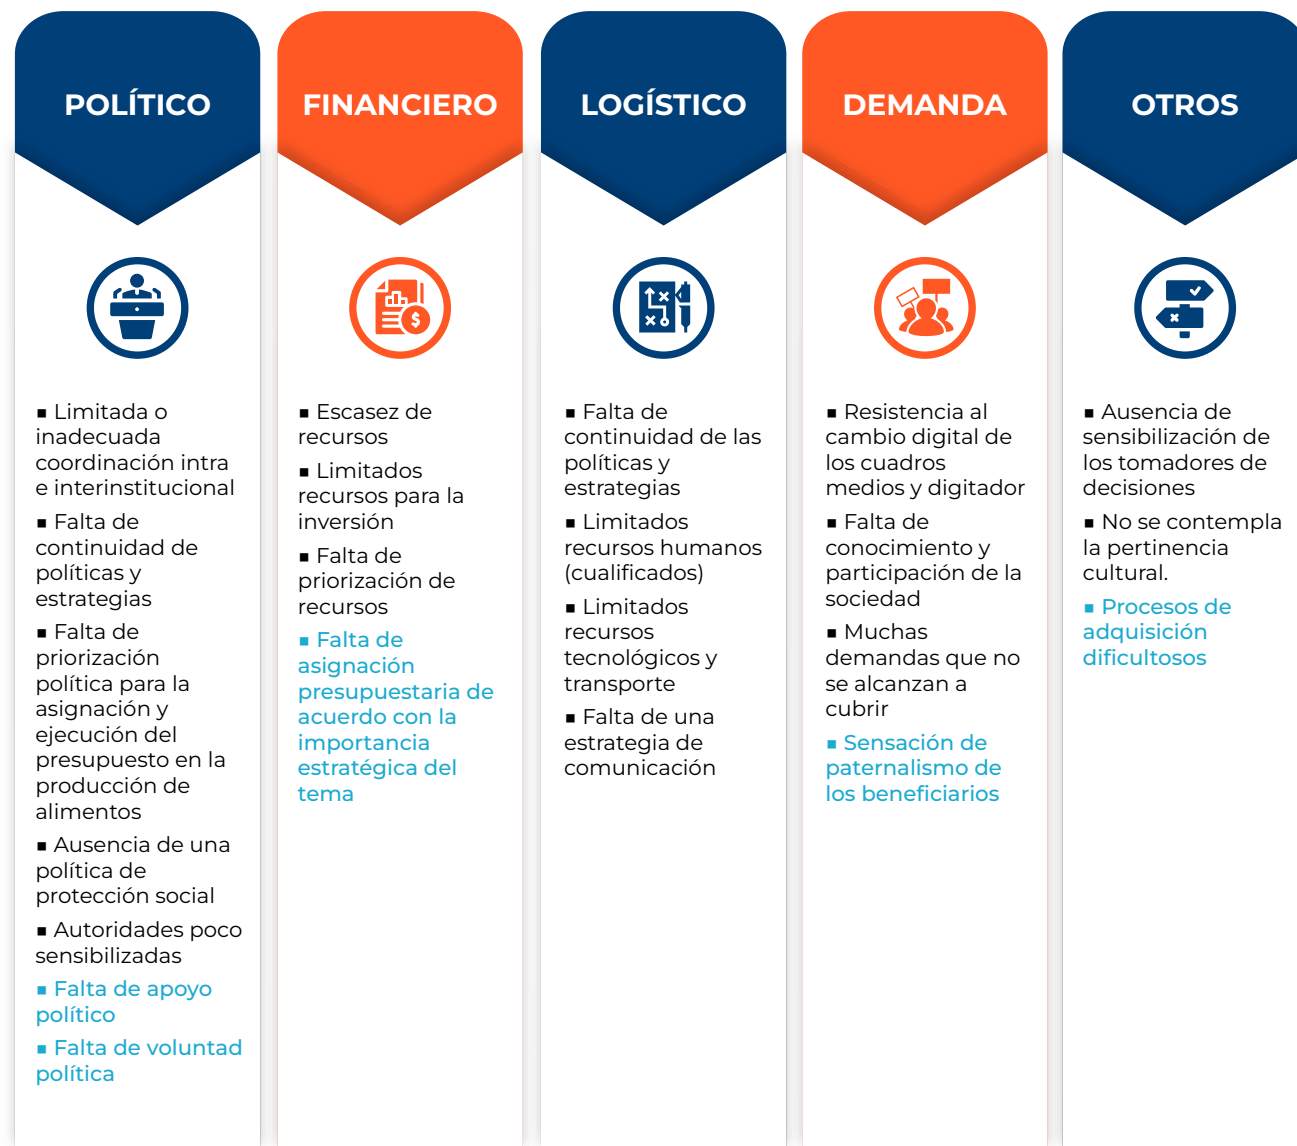 POLÍTICO
▪ Limitada o
inadecuada
coordinación intra
e interinstitucional
▪ Falta de
continuidad de
políticas y
estrategias
▪ Falta de
priorización
política para la
asignación y
ejecución del
presupuesto en la
producción de
alimentos
▪ Ausencia de una
política de
protección social
▪ Autoridades poco
sensibilizadas
▪ Falta de apoyo
político
▪ Falta de voluntad
política
FINANCIERO
▪ Escasez de
recursos
▪ Limitados
recursos para la
inversión
▪ Falta de
priorización de
recursos
▪ Falta de
asignación
presupuestaria de
acuerdo con la
importancia
estratégica del
tema
LOGÍSTICO
▪ Falta de
continuidad de las
políticas y
estrategias
▪ Limitados
recursos humanos
(cualificados)
▪ Limitados
recursos
tecnológicos y
transporte
▪ Falta de una
estrategia de
comunicación
DEMANDA
▪ Resistencia al
cambio digital de
los cuadros
medios y digitador
▪ Falta de
conocimiento y
participación de la
sociedad
▪ Muchas
demandas que no
se alcanzan a
cubrir
▪ Sensación de
paternalismo de
los beneficiarios
OTROS
▪ Ausencia de
sensibilización de
los tomadores de
decisiones
▪ No se contempla
la pertinencia
cultural.
▪ Procesos de
adquisición
dificultosos